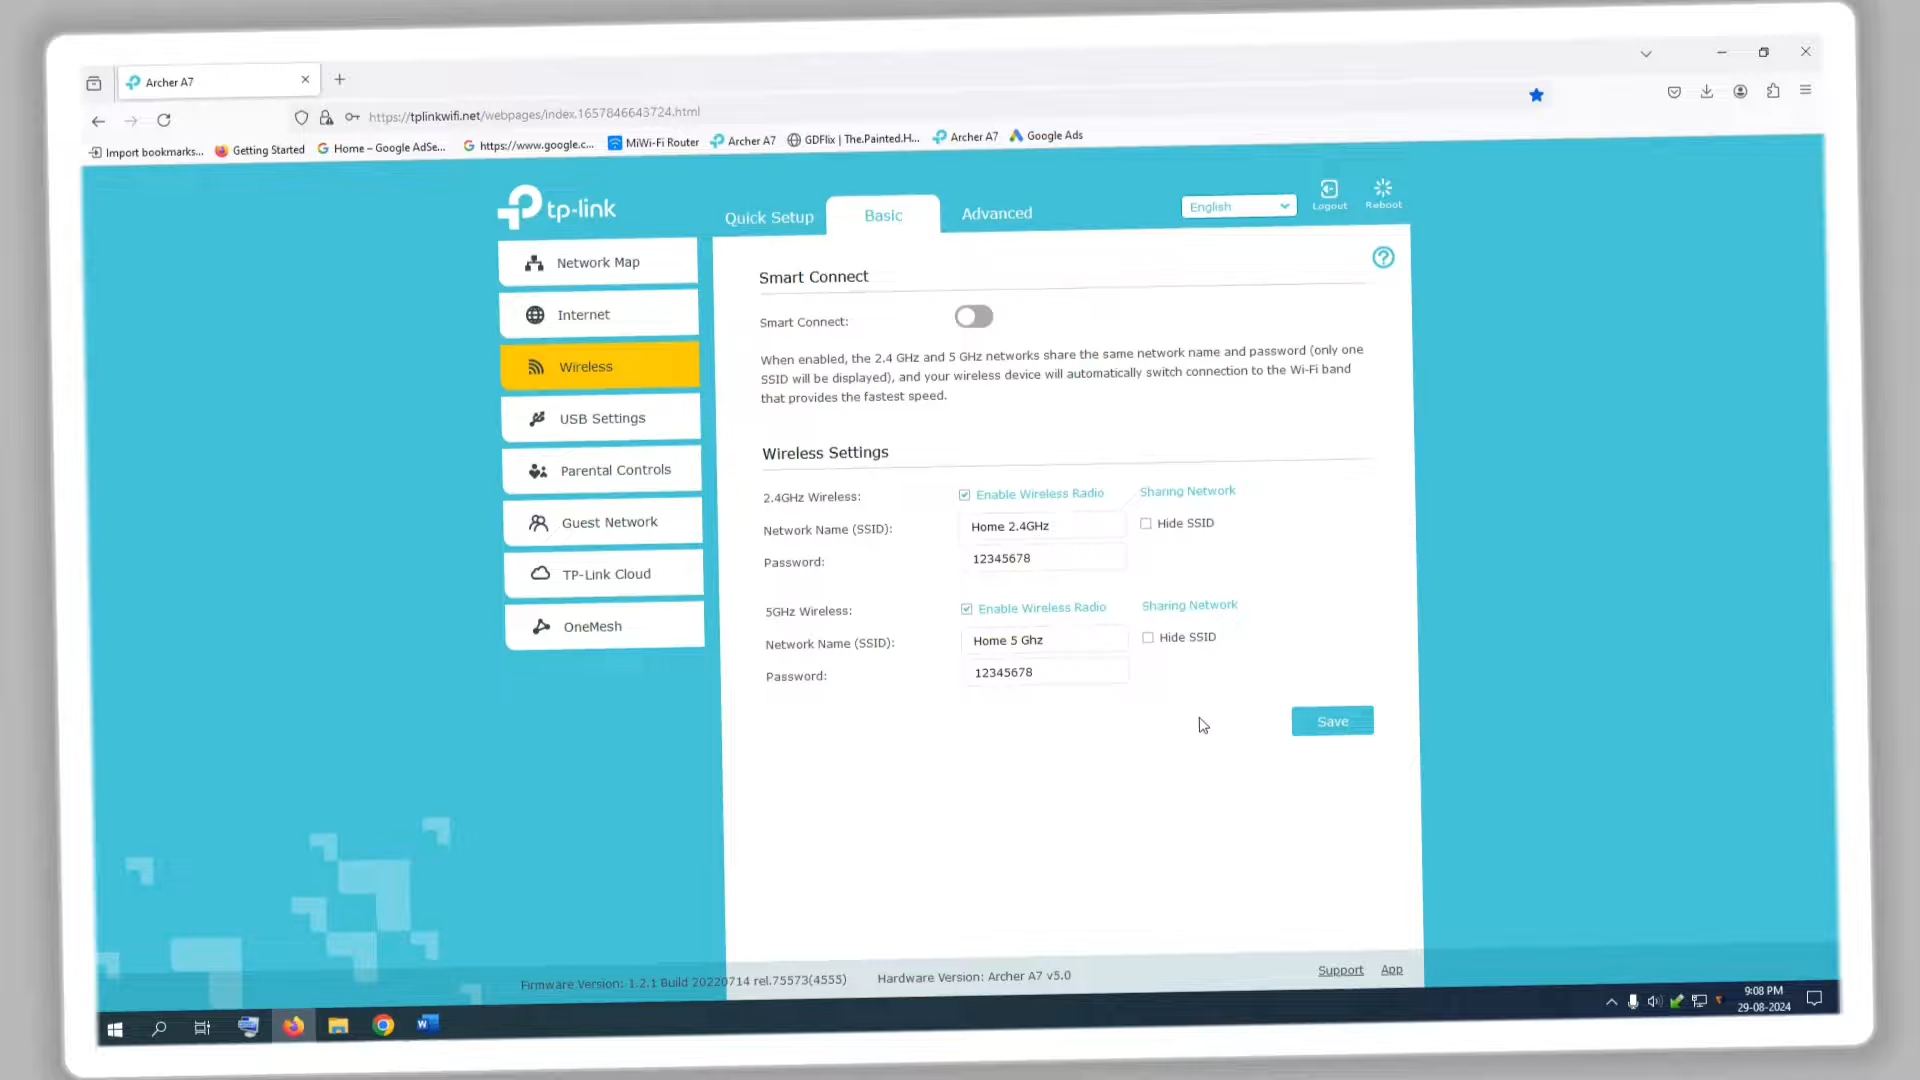 Archer A7
https://tplinkwifi.net/webpages/index.1657846643724.html
Import bookmarks... Getting Started Home – Google AdSe... https://www.google.c... MiWi-Fi Router Archer A7 GDFlix | The.Painted.H... Archer A7 Google Ads
tp-link
Quick Setup Basic Advanced English Logout Reboot
Network Map
Internet
Wireless
USB Settings
Parental Controls
Guest Network
TP-Link Cloud
OneMesh
Smart Connect
Smart Connect:
When enabled, the 2.4 GHz and 5 GHz networks share the same network name and password (only one
SSID will be displayed), and your wireless device will automatically switch connection to the Wi-Fi band
that provides the fastest speed.
Wireless Settings
2.4GHz Wireless: Enable Wireless Radio Sharing Network
Network Name (SSID): Home 2.4GHz Hide SSID
Password: 12345678
5GHz Wireless: Enable Wireless Radio Sharing Network
Network Name (SSID): Home 5 Ghz Hide SSID
Password: 12345678
Save
Firmware Version: 1.2.1 Build 20220714 rel.75573(4555) Hardware Version: Archer A7 v5.0 Support App
9:08 PM
29-08-2024